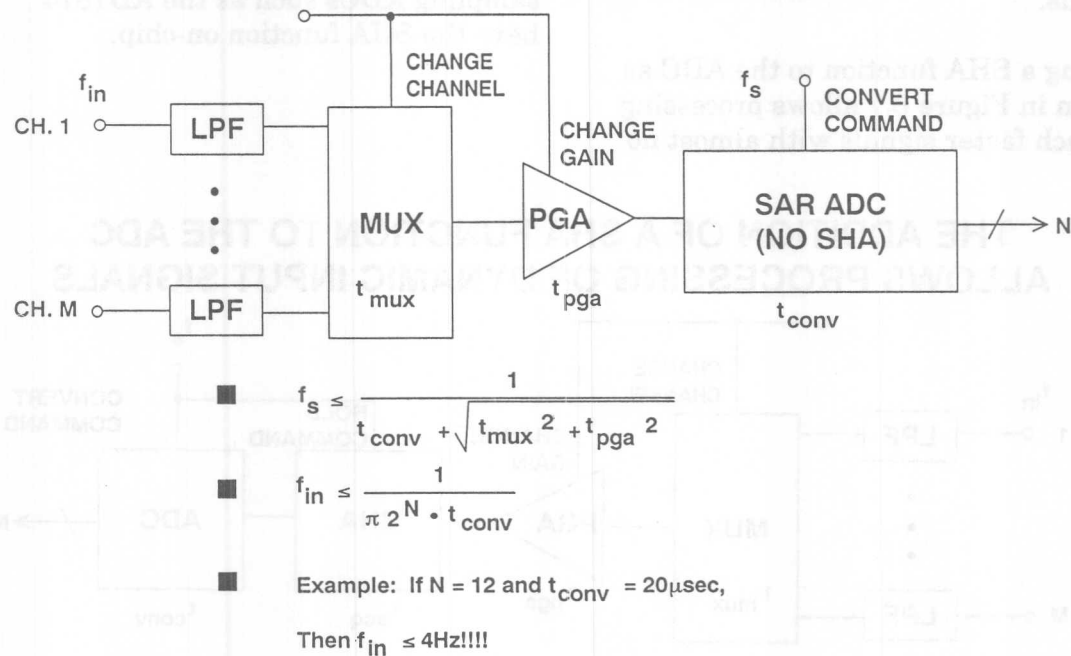 f_in
CHANGE
CHANNEL
f_s
CONVERT
COMMAND
CH. 1
LPF
CHANGE
GAIN
MUX
PGA
SAR ADC
(NO SHA)
N
t_mux
t_pga
t_conv
CH. M
LPF
f_s ≤ 1 / (t_conv + √(t_mux² + t_pga²))
f_in ≤ 1 / (π 2^N • t_conv)
Example: If N = 12 and t_conv = 20μsec,
Then f_in ≤ 4Hz!!!!